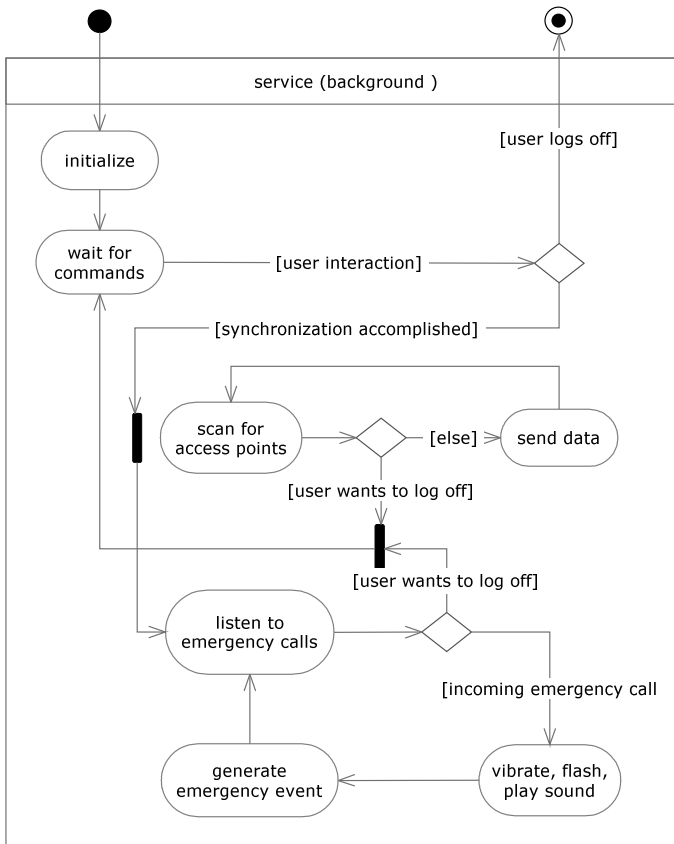 service (background )
[user logs off]
initialize
wait for
commands
[user interaction]
[synchronization accomplished]
scan for
access points
[else]
send data
[user wants to log off]
[user wants to log off]
listen to
emergency calls
[incoming emergency call
generate
emergency event
vibrate, flash,
play sound